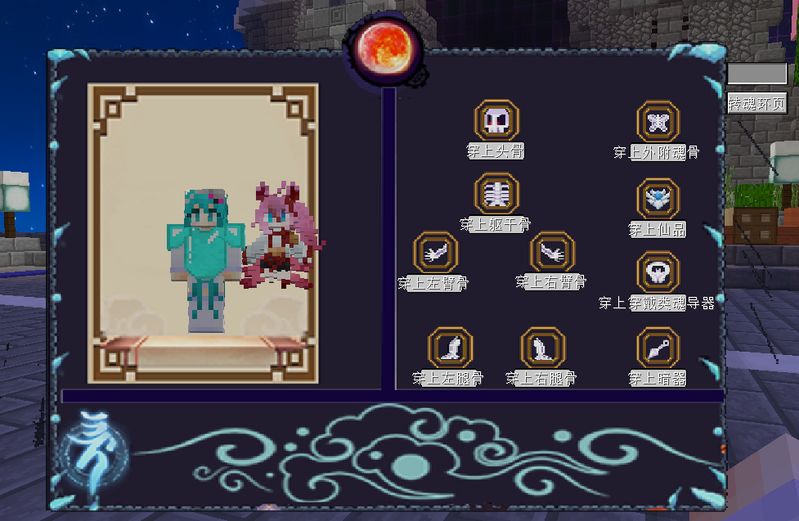 转魂环页
穿上头骨
穿上外附魂骨
穿上躯干骨
穿上仙品
穿上左臂骨
穿上右臂骨
穿上穿戴类魂导器
穿上左腿骨
穿上右腿骨
穿上暗器